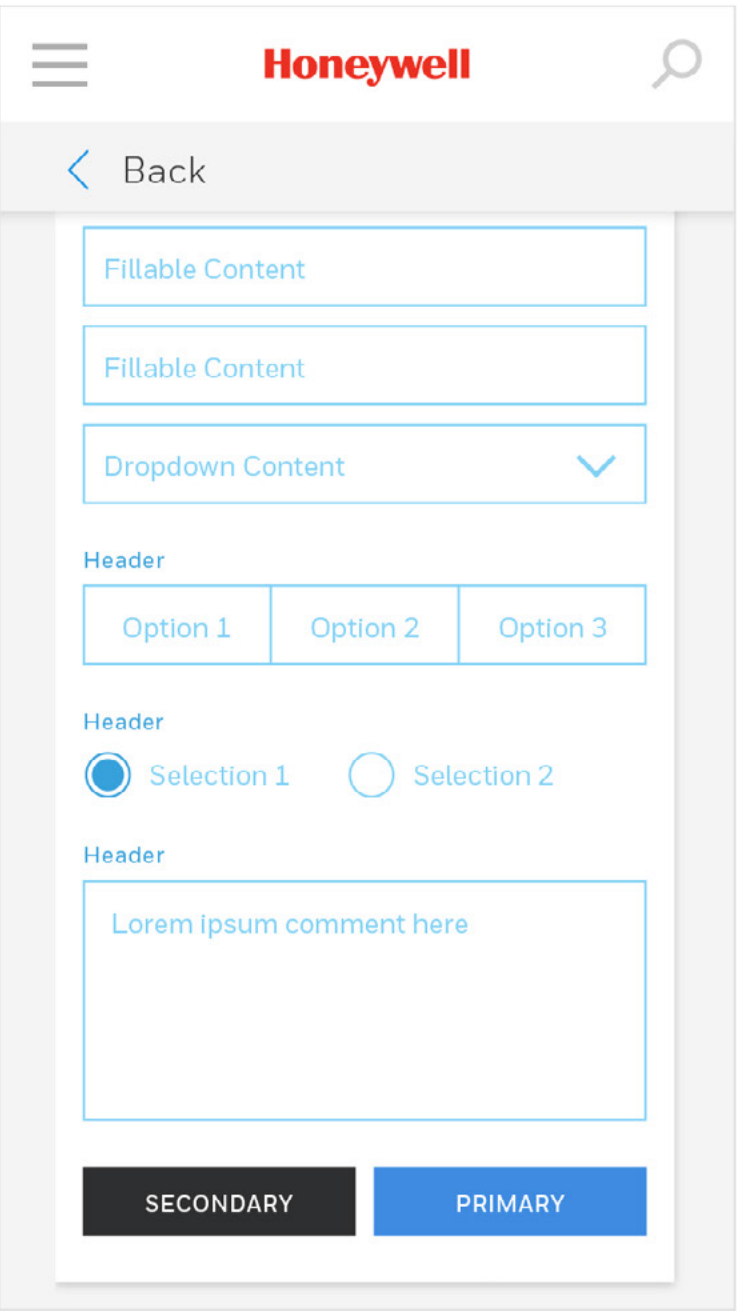 Honeywell
Back
Fillable Content
Fillable Content
Dropdown Content
Header
Option 1 Option 2 Option 3
Header
Selection 1 Selection 2
Header
Lorem ipsum comment here
SECONDARY PRIMARY